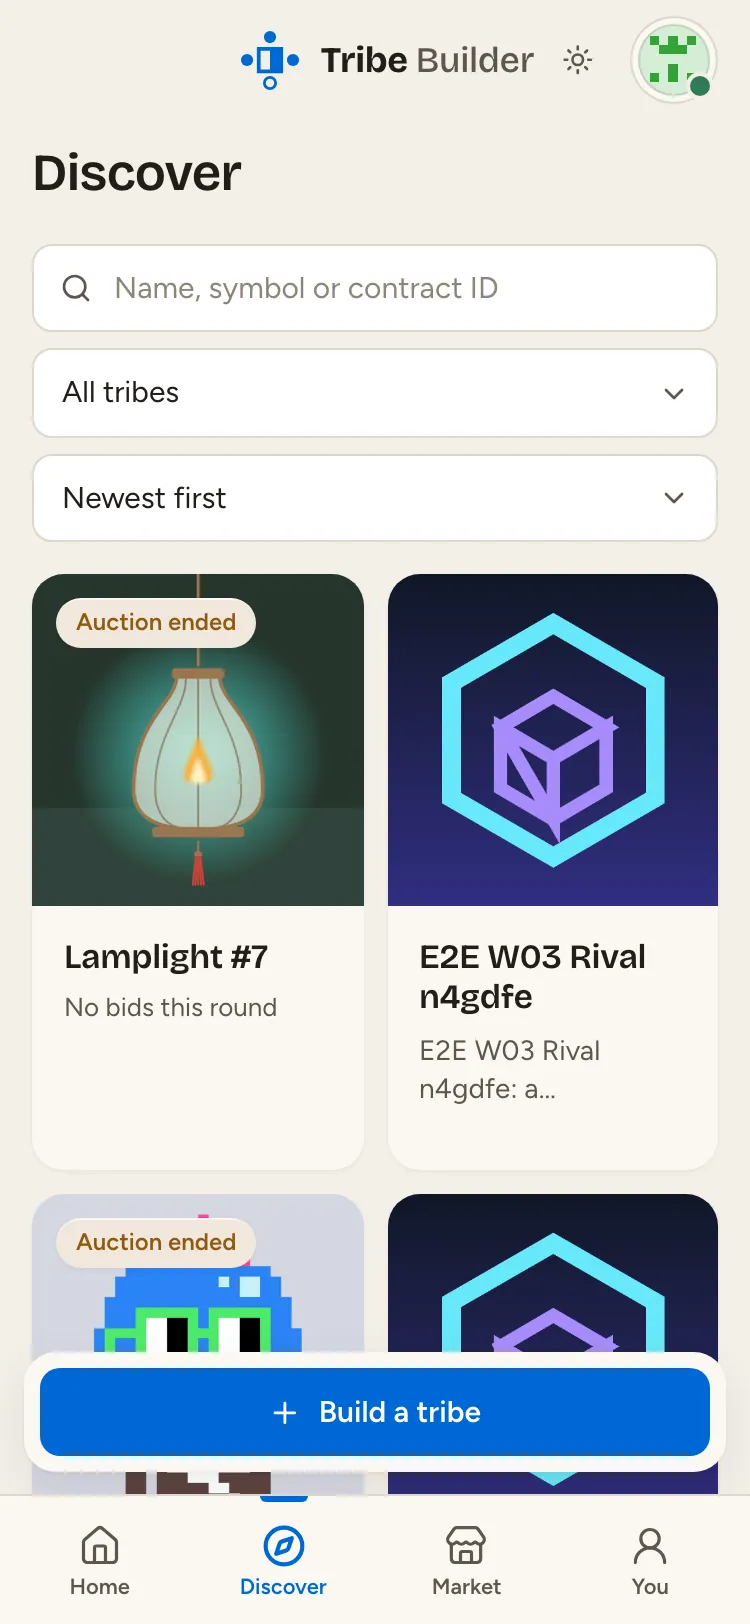 Tribe Builder
Discover
Name, symbol or contract ID
All tribes
Newest first
Auction ended
Lamplight #7
No bids this round
E2E W03 Rival
n4gdfe
E2E W03 Rival
n4gdfe: a...
Auction ended
Build a tribe
Home
Discover
Market
You